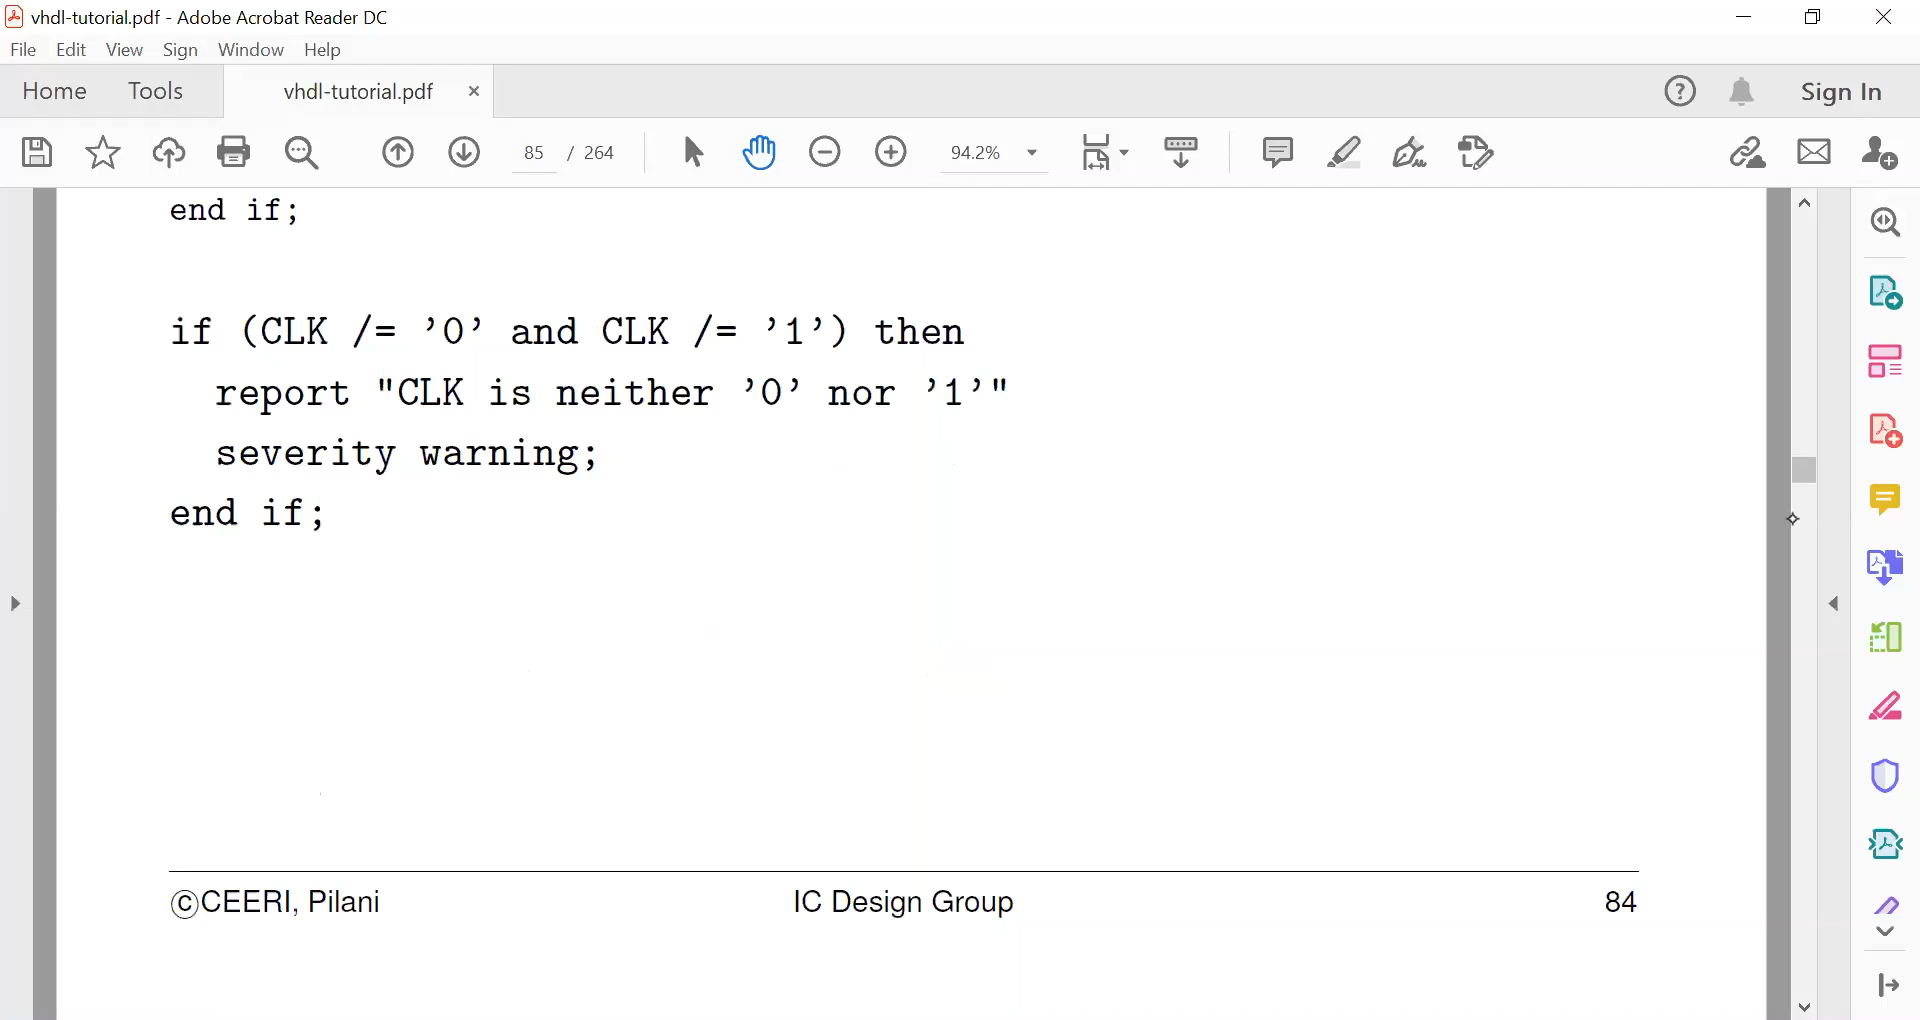 vhdl-tutorial.pdf - Adobe Acrobat Reader DC
File Edit View Sign Window Help
Home Tools vhdl-tutorial.pdf × Sign In
85 / 264 94.2%
end if;
if (CLK /= ’0’ and CLK /= ’1’) then
report "CLK is neither ’0’ nor ’1’"
severity warning;
end if;
©CEERI, Pilani IC Design Group 84